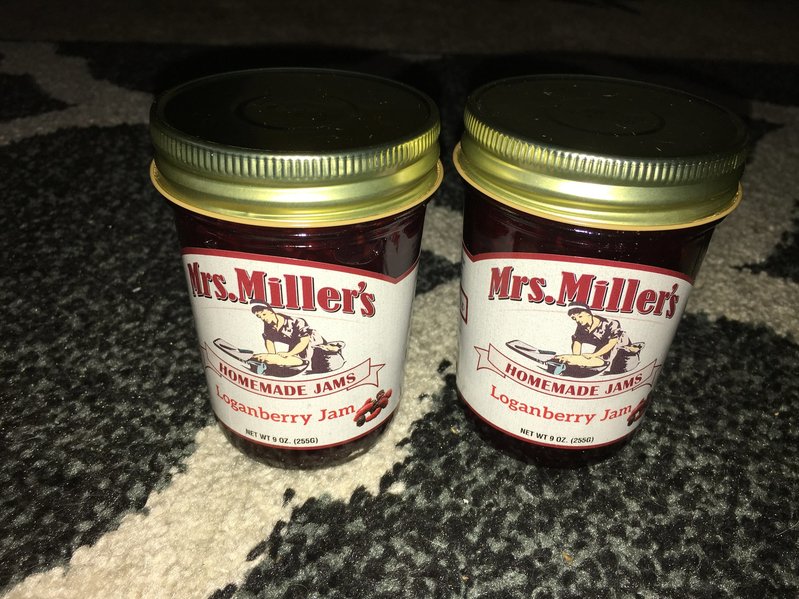 Mrs. Miller's
HOMEMADE JAMS
Loganberry Jam
NET WT 9 OZ. (255G)
Mrs. Miller's
HOMEMADE JAMS
Loganberry Jam
NET WT 9 OZ. (255G)